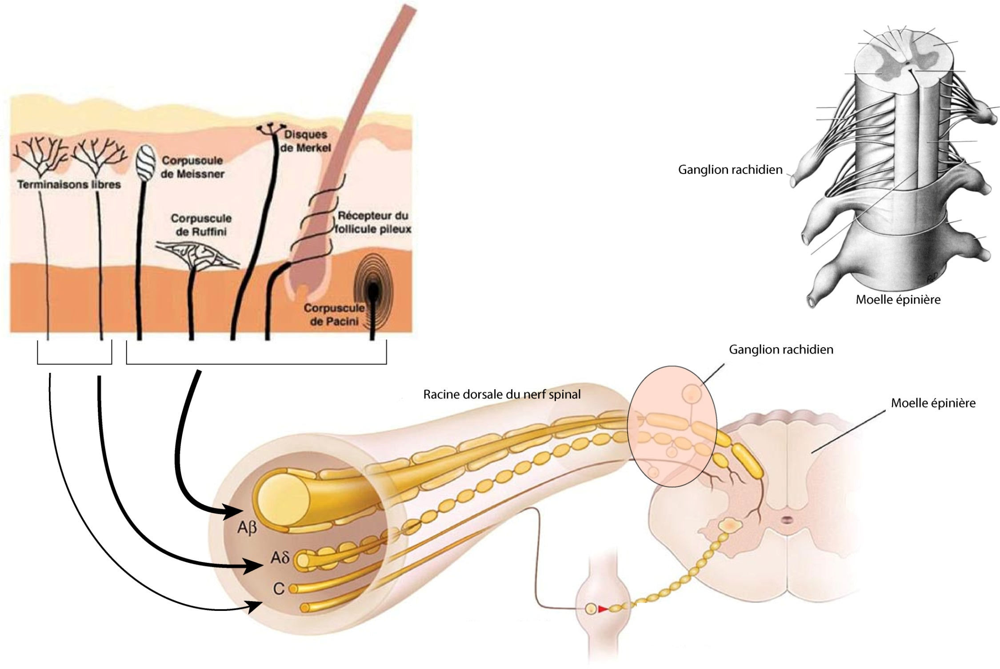 Disques
de Merkel
Corpusoule
de Meissner
Terminaisons libres
Corpuscule
de Ruffini
Récepteur du
follicule pileux
Corpuscule
de Pacini
Ganglion rachidien
Moelle épinière
Ganglion rachidien
Racine dorsale du nerf spinal
Moelle épinière
Aβ
Aδ
C